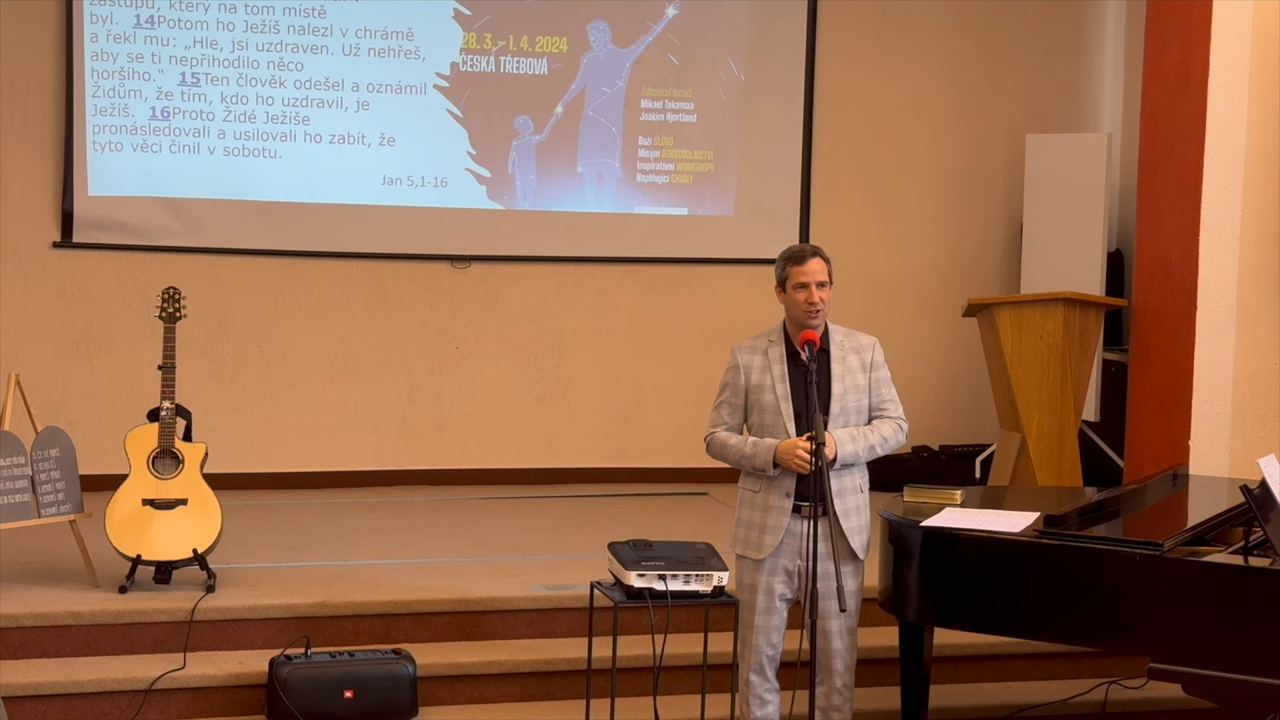 zástupu, který na tom místě
byl. 14Potom ho Ježíš nalezl v chrámě
a řekl mu: „Hle, jsi uzdraven. Už nehřeš,
aby se ti nepřihodilo něco
horšího.“ 15Ten člověk odešel a oznámil
Židům, že tím, kdo ho uzdravil, je
Ježíš. 16Proto Židé Ježíše
pronásledovali a usilovali ho zabít, že
tyto věci činil v sobotu.
Jan 5,1-16
28. 3. – 1. 4. 2024
ČESKÁ TŘEBOVÁ
Zahraniční řečníci
Mikael Takamaa
Joakim Hjortland
Boží SLOVO
Misijní DOBROVOLNICTVÍ
Inspirativní WORKSHOPY
Naplňující CHVÁLY
JBL